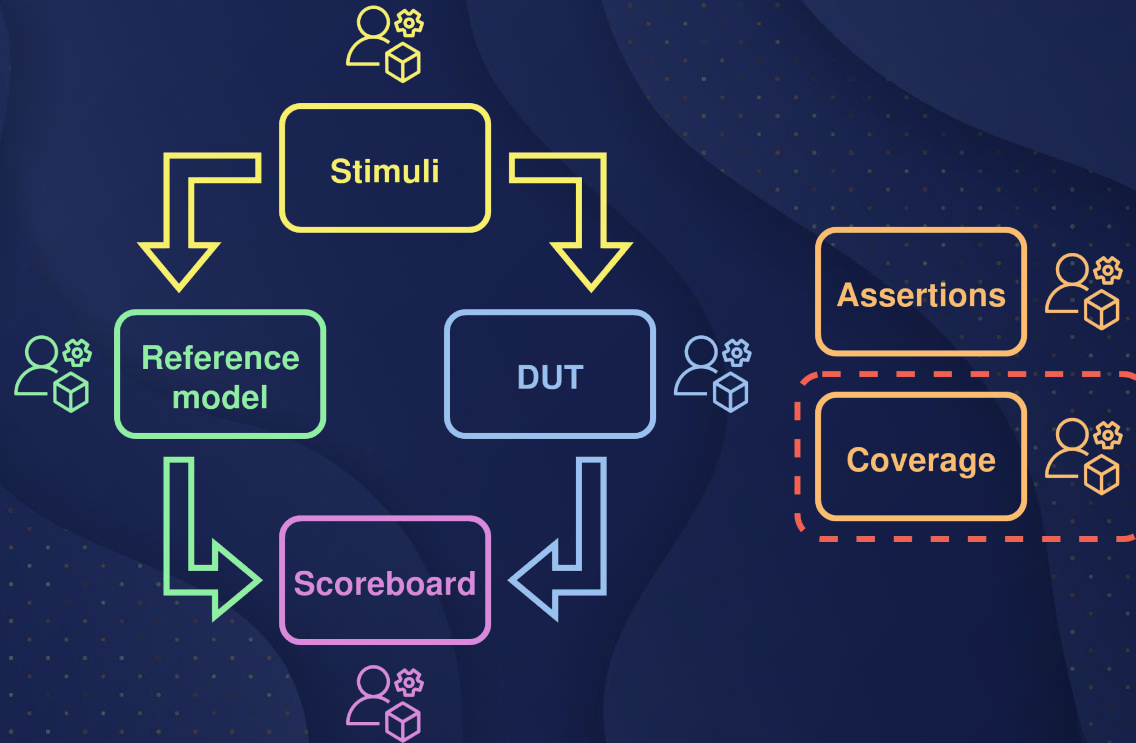 Stimuli
Assertions
Reference
model
DUT
Coverage
Scoreboard